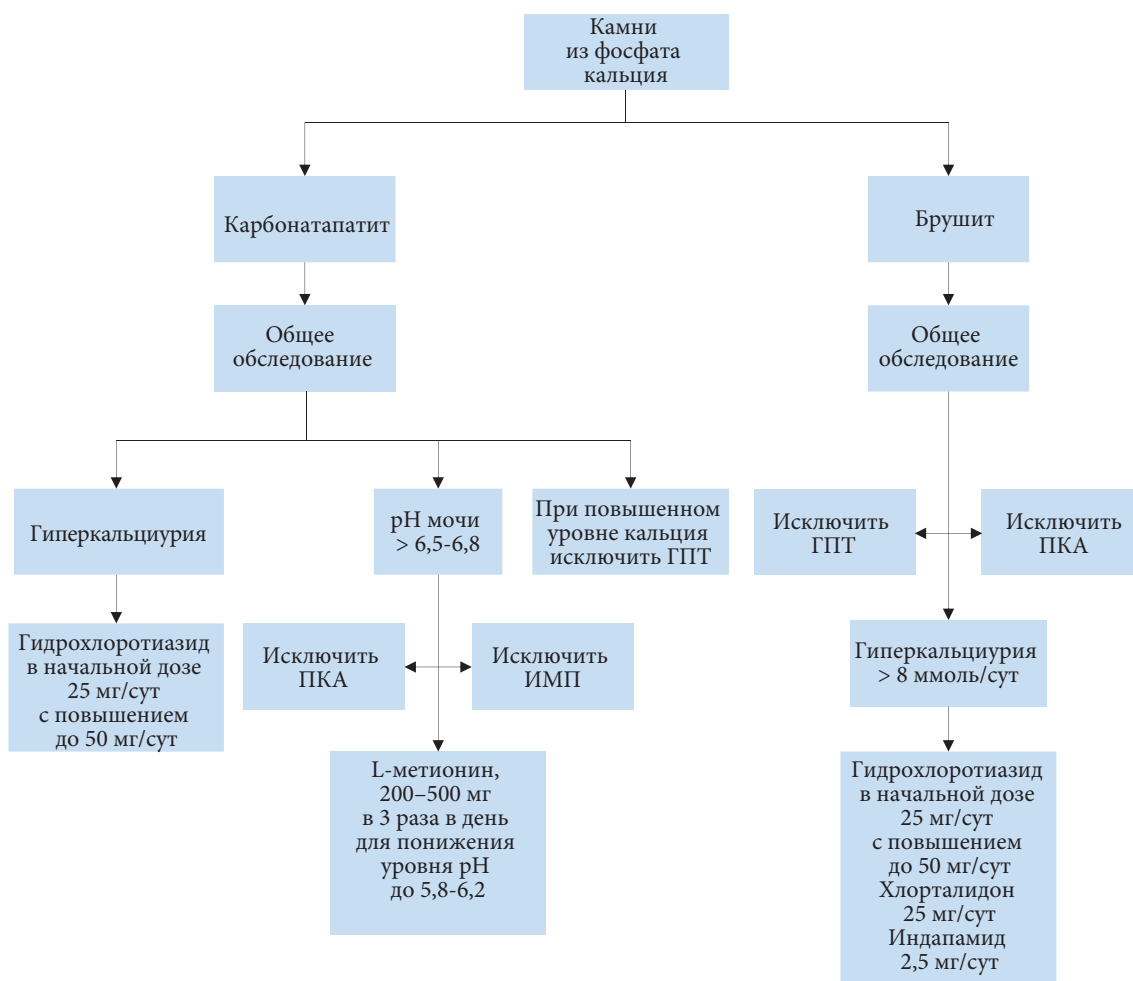 Камни
из фосфата
кальция
Карбонатапатит
Брушит
Общее
обследование
Общее
обследование
Гиперкальциурия
pH мочи
> 6,5-6,8
При повышенном
уровне кальция
исключить ГПТ
Исключить
ГПТ
Исключить
ПКА
Гидрохлоротиазид
в начальной дозе
25 мг/сут
с повышением
до 50 мг/сут
Исключить
ПКА
Исключить
ИМП
Гиперкальциурия
> 8 ммоль/сут
L-метионин,
200–500 мг
в 3 раза в день
для понижения
уровня pH
до 5,8-6,2
Гидрохлоротиазид
в начальной дозе
25 мг/сут
с повышением
до 50 мг/сут
Хлорталидон
25 мг/сут
Индапамид
2,5 мг/сут